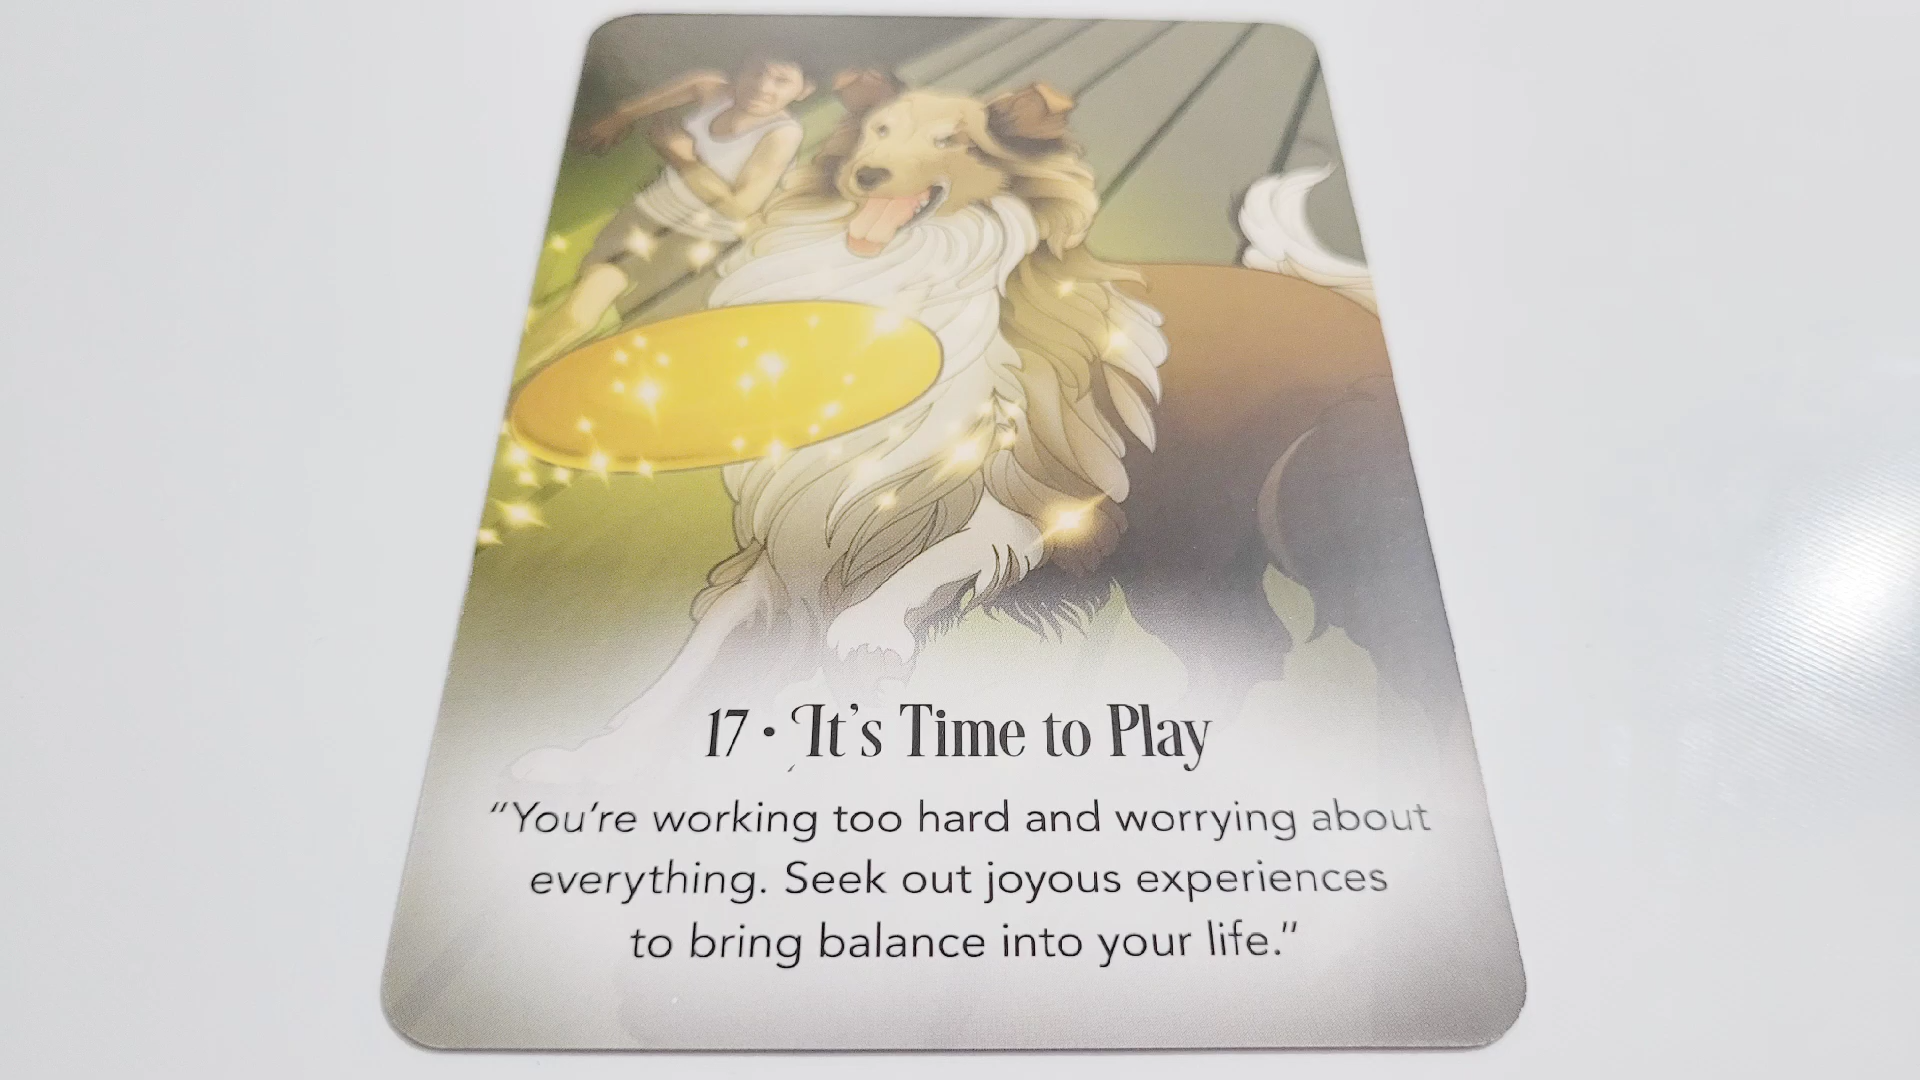 17 • It's Time to Play
"You're working too hard and worrying about
everything. Seek out joyous experiences
to bring balance into your life."